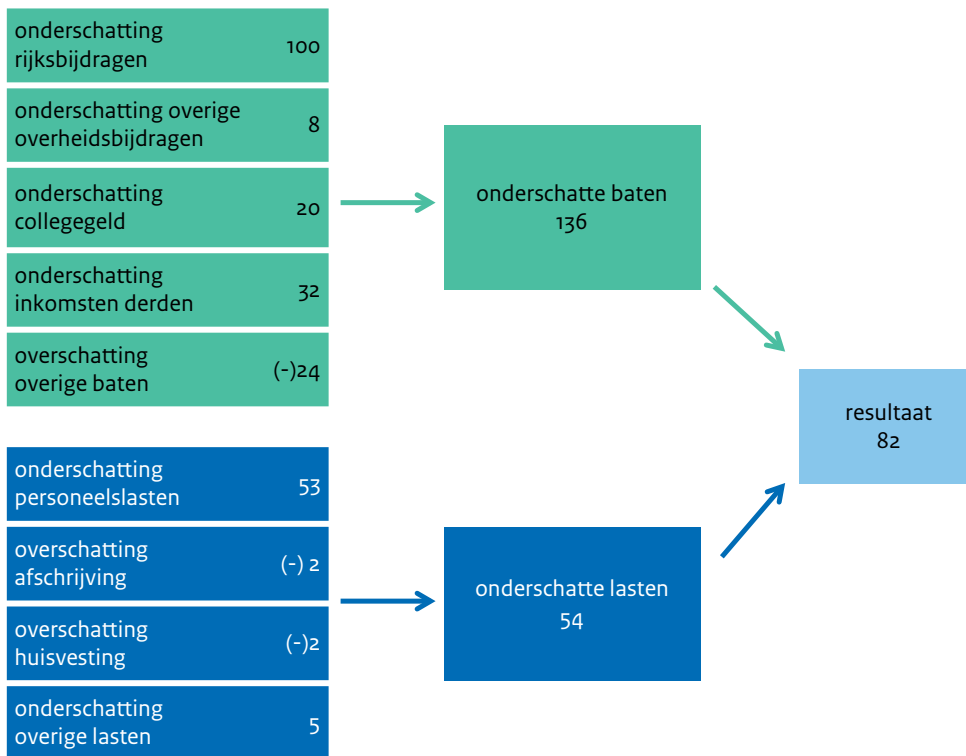 onderschatting
rijksbijdragen 100
onderschatting overige
overheidsbijdragen 8
onderschatting
collegegeld 20
onderschatting
inkomsten derden 32
overschatting
overige baten (-)24
onderschatte baten
136
resultaat
82
onderschatting
personeelslasten 53
overschatting
afschrijving (-) 2
overschatting
huisvesting (-)2
onderschatting
overige lasten 5
onderschatte lasten
54